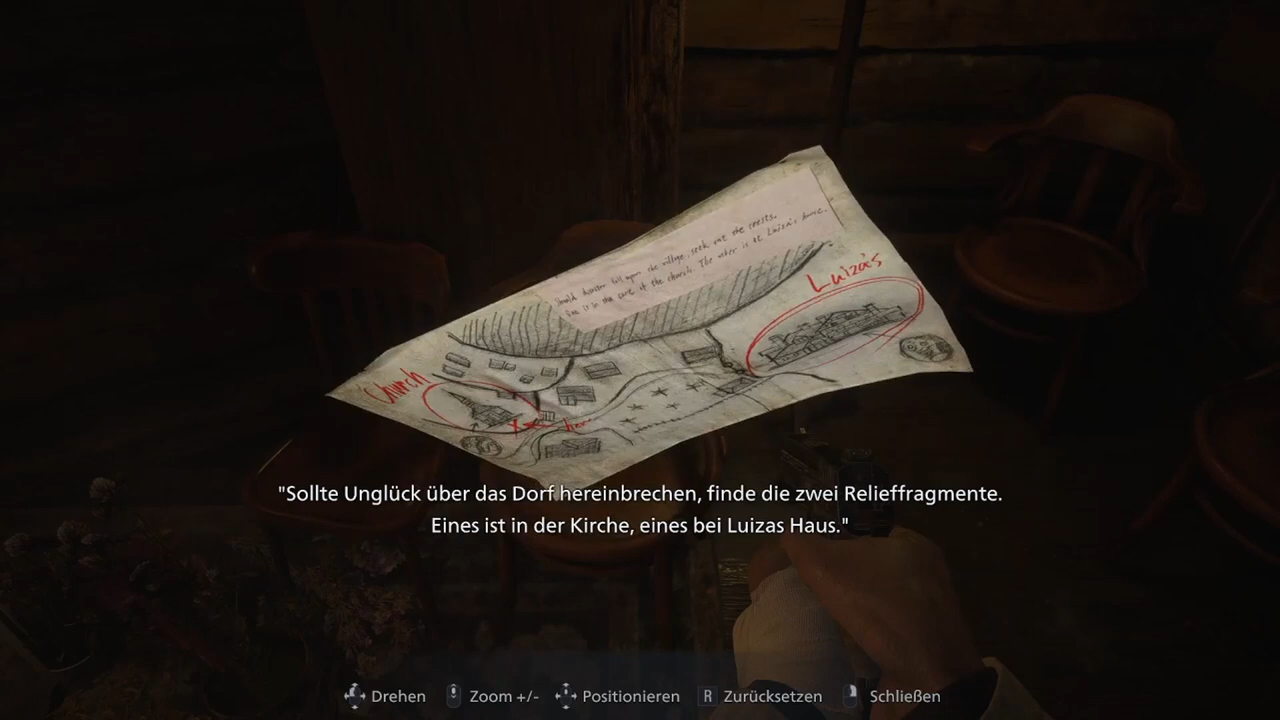 Should disaster fall upon the village, seek out the crests.
One is in the care of the church. The other is at Luiza's house.
Luiza's
Church
"Sollte Unglück über das Dorf hereinbrechen, finde die zwei Relieffragmente.
Eines ist in der Kirche, eines bei Luizas Haus."
Drehen Zoom +/- Positionieren R Zurücksetzen Schließen